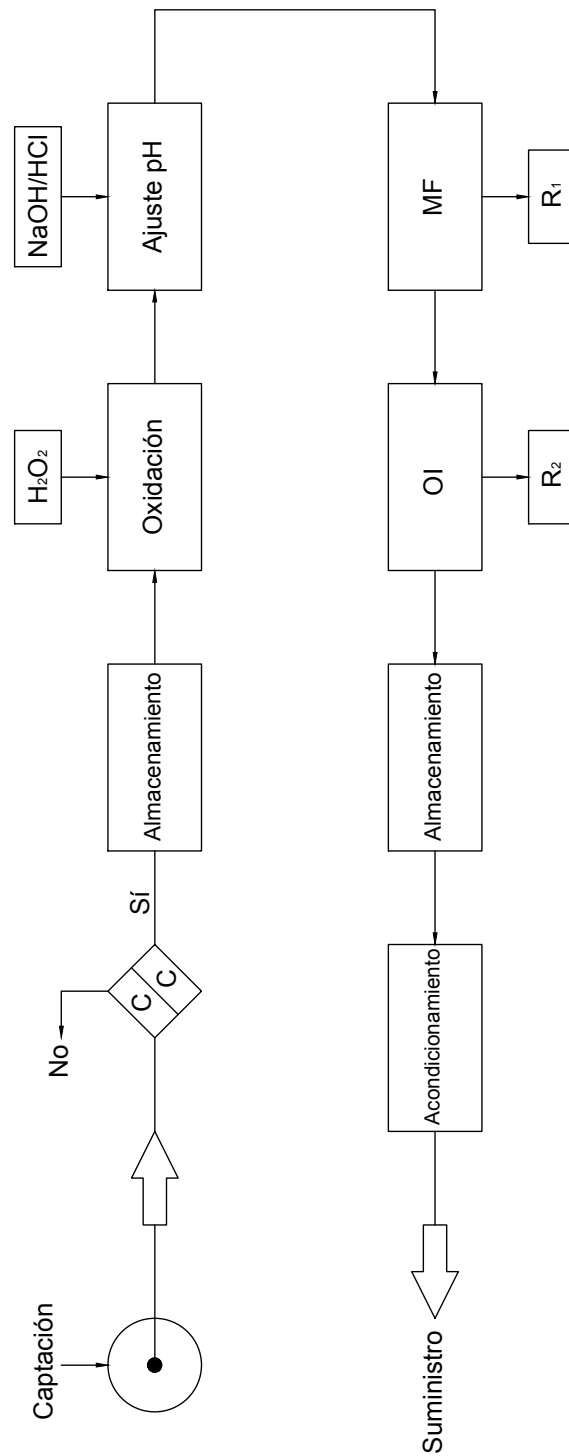 Captación
No
C
C
Sí
Almacenamiento
H₂O₂
Oxidación
NaOH/HCl
Ajuste pH
MF
R₁
OI
R₂
Almacenamiento
Acondicionamiento
Suministro